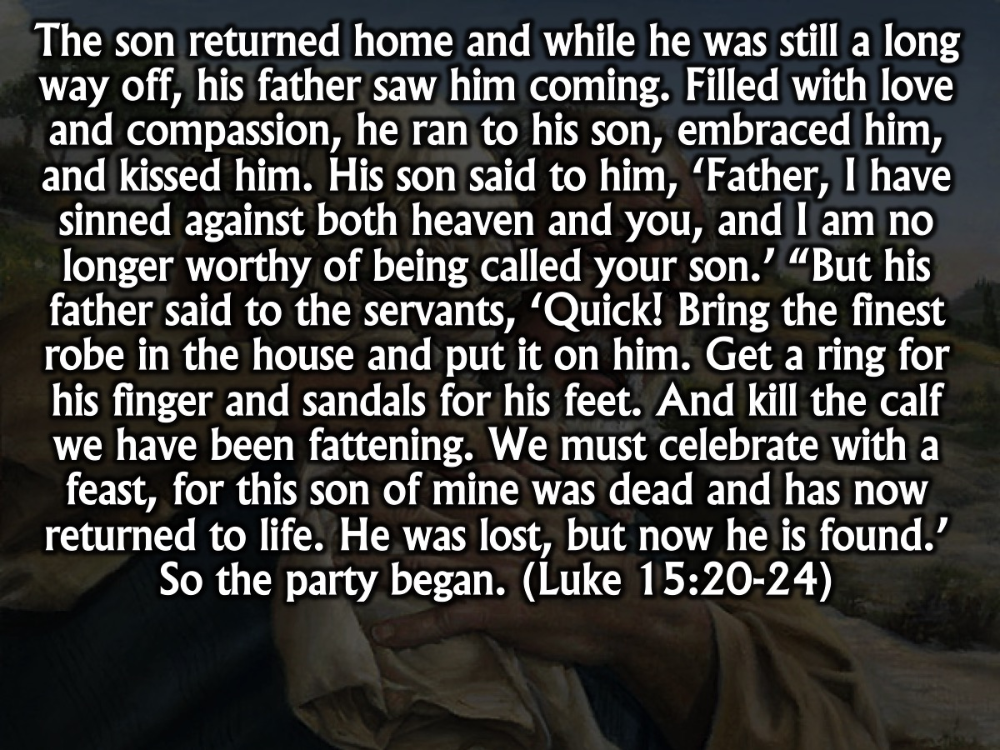 The son returned home and while he was still a long
way off, his father saw him coming. Filled with love
and compassion, he ran to his son, embraced him,
and kissed him. His son said to him, ‘Father, I have
sinned against both heaven and you, and I am no
longer worthy of being called your son.’ “But his
father said to the servants, ‘Quick! Bring the finest
robe in the house and put it on him. Get a ring for
his finger and sandals for his feet. And kill the calf
we have been fattening. We must celebrate with a
feast, for this son of mine was dead and has now
returned to life. He was lost, but now he is found.’
So the party began. (Luke 15:20-24)